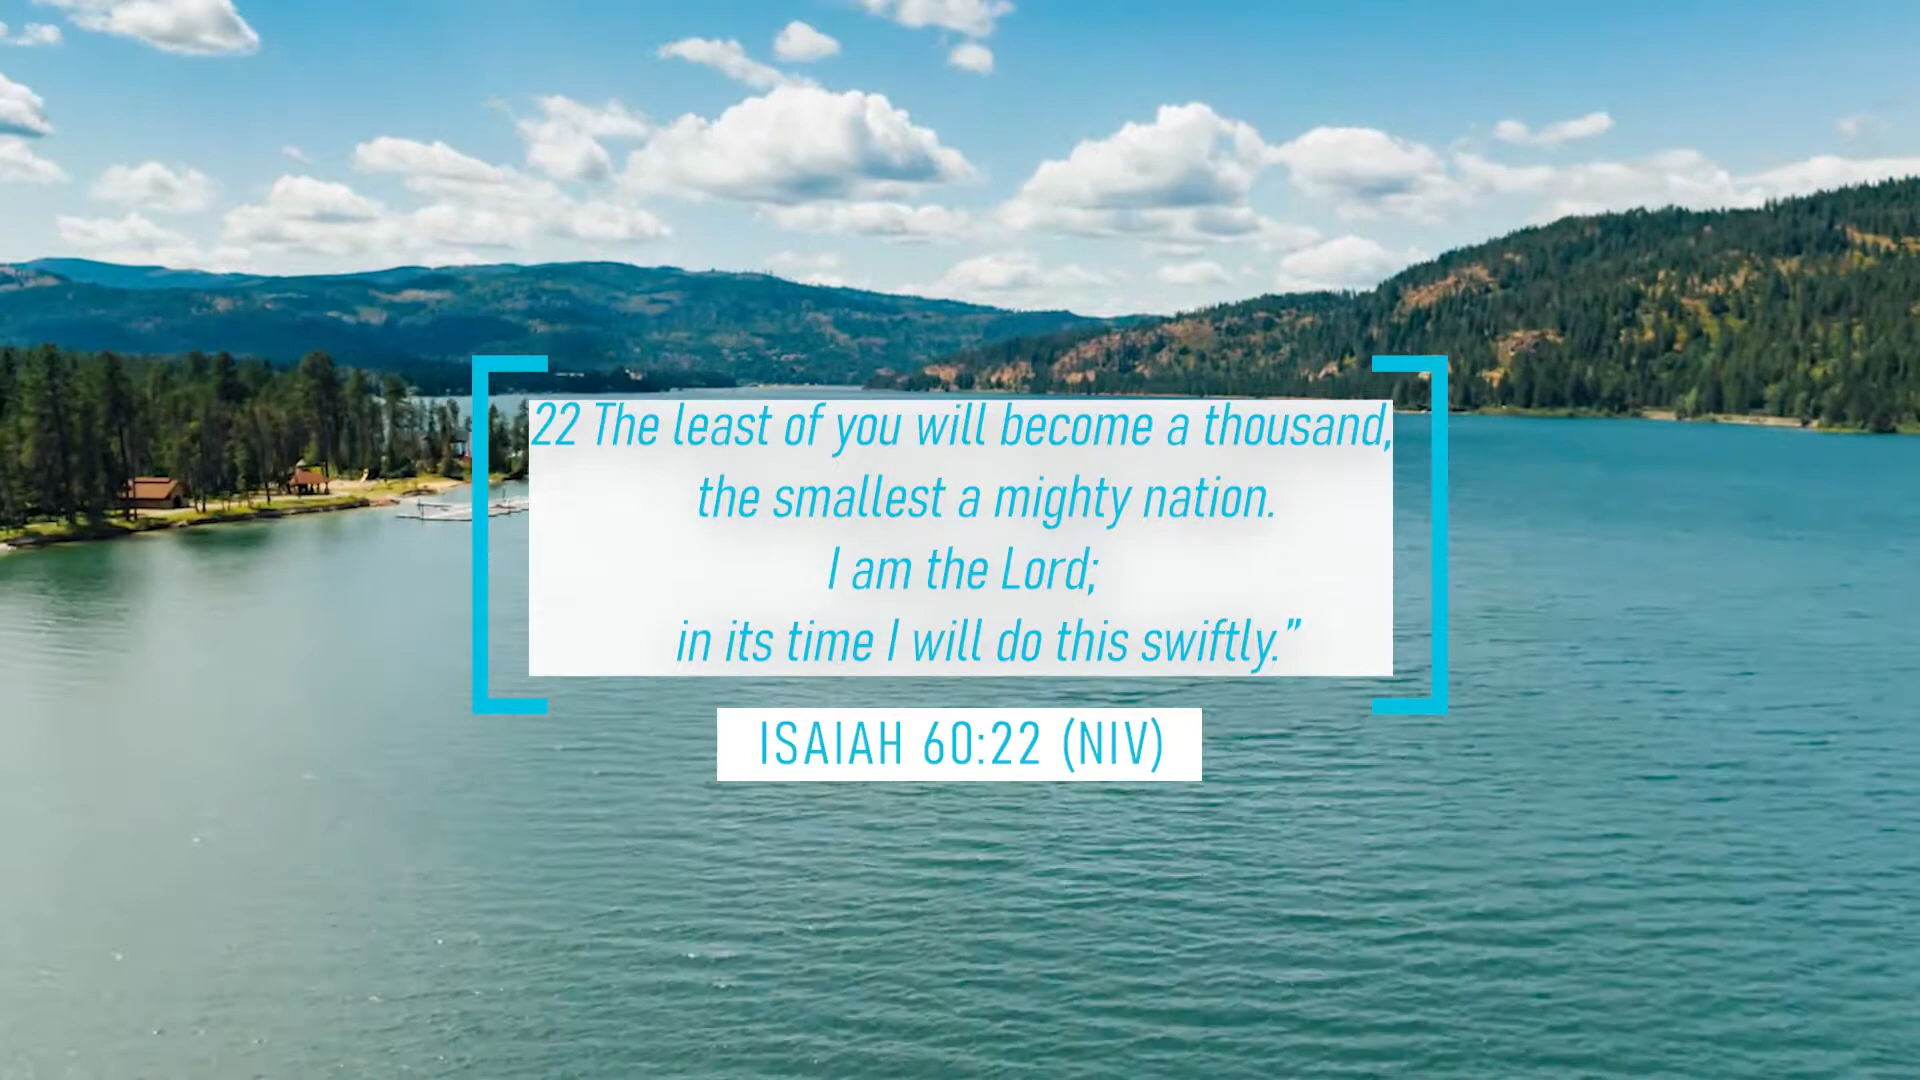 22 The least of you will become a thousand,
the smallest a mighty nation.
I am the Lord;
in its time I will do this swiftly.”
ISAIAH 60:22 (NIV)